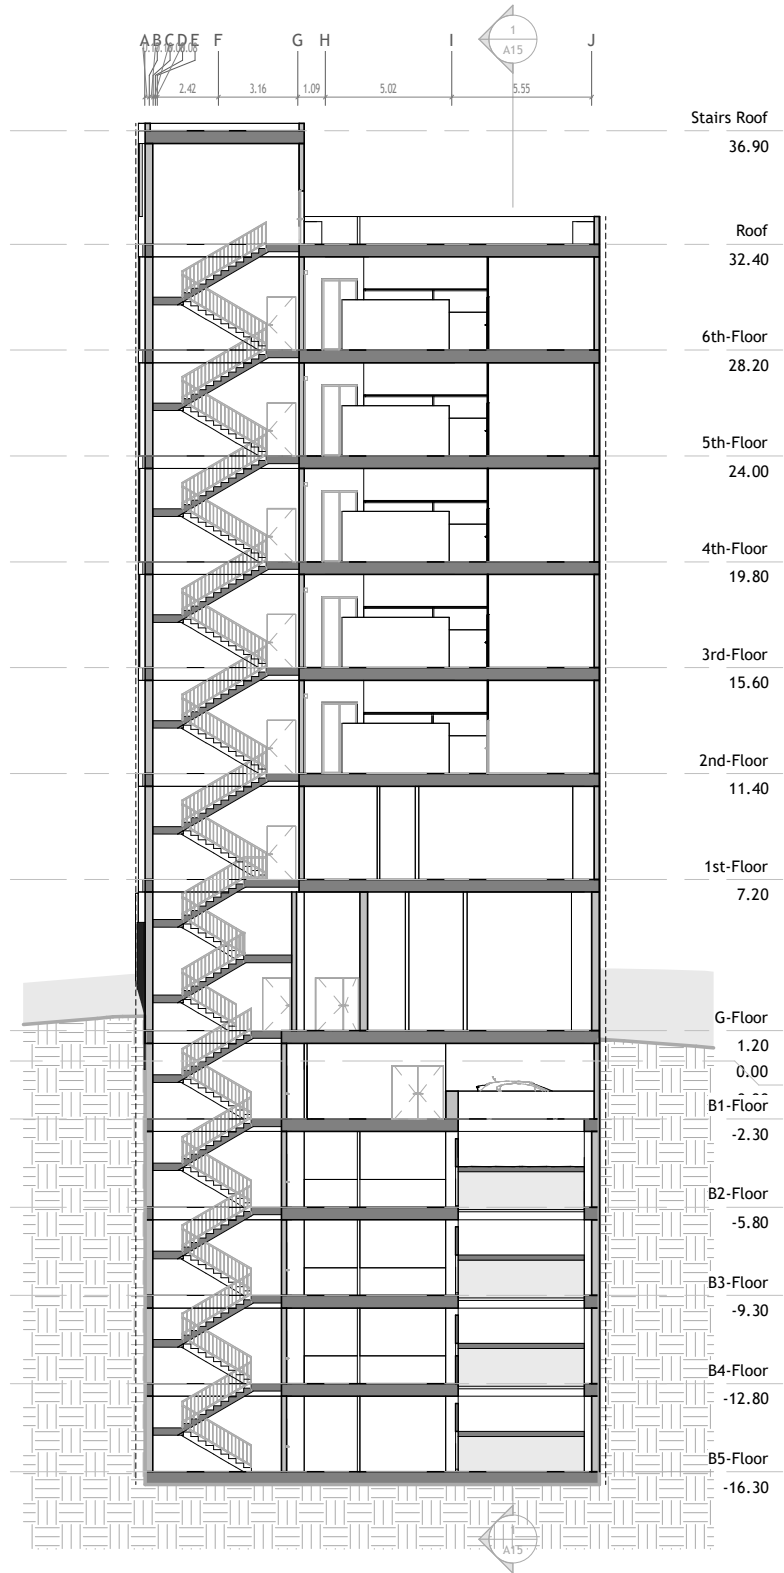 1
A15
A B C D E F G H I J
2.42 3.16 1.09 5.02 5.55
Stairs Roof
36.90
Roof
32.40
6th-Floor
28.20
5th-Floor
24.00
4th-Floor
19.80
3rd-Floor
15.60
2nd-Floor
11.40
1st-Floor
7.20
G-Floor
1.20
0.00
B1-Floor
-2.30
B2-Floor
-5.80
B3-Floor
-9.30
B4-Floor
-12.80
B5-Floor
-16.30
1
A15